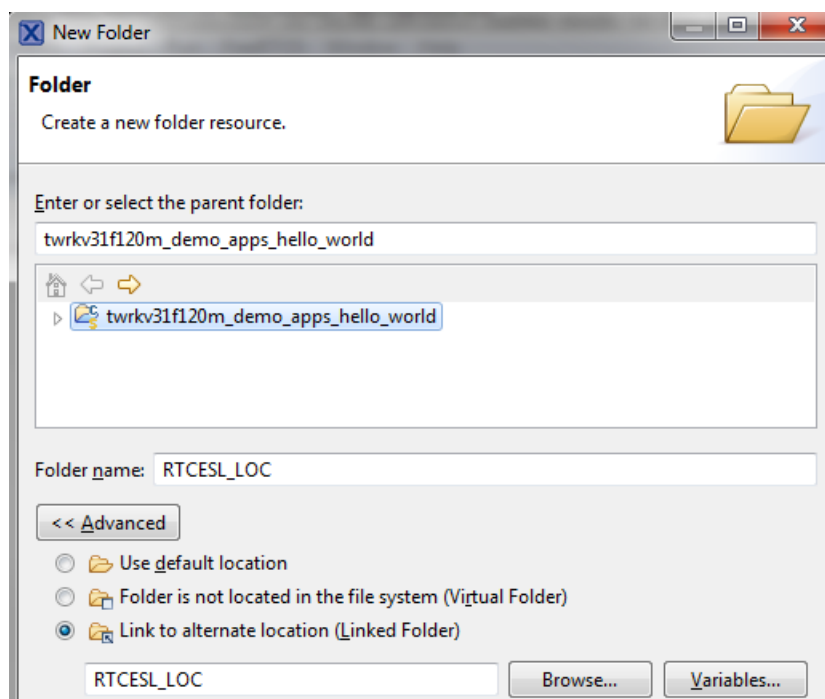 New Folder
Folder
Create a new folder resource.
Enter or select the parent folder:
twrkv31f120m_demo_apps_hello_world
twrkv31f120m_demo_apps_hello_world
Folder name: RTCESL_LOC
<< Advanced
Use default location
Folder is not located in the file system (Virtual Folder)
Link to alternate location (Linked Folder)
RTCESL_LOC Browse... Variables...